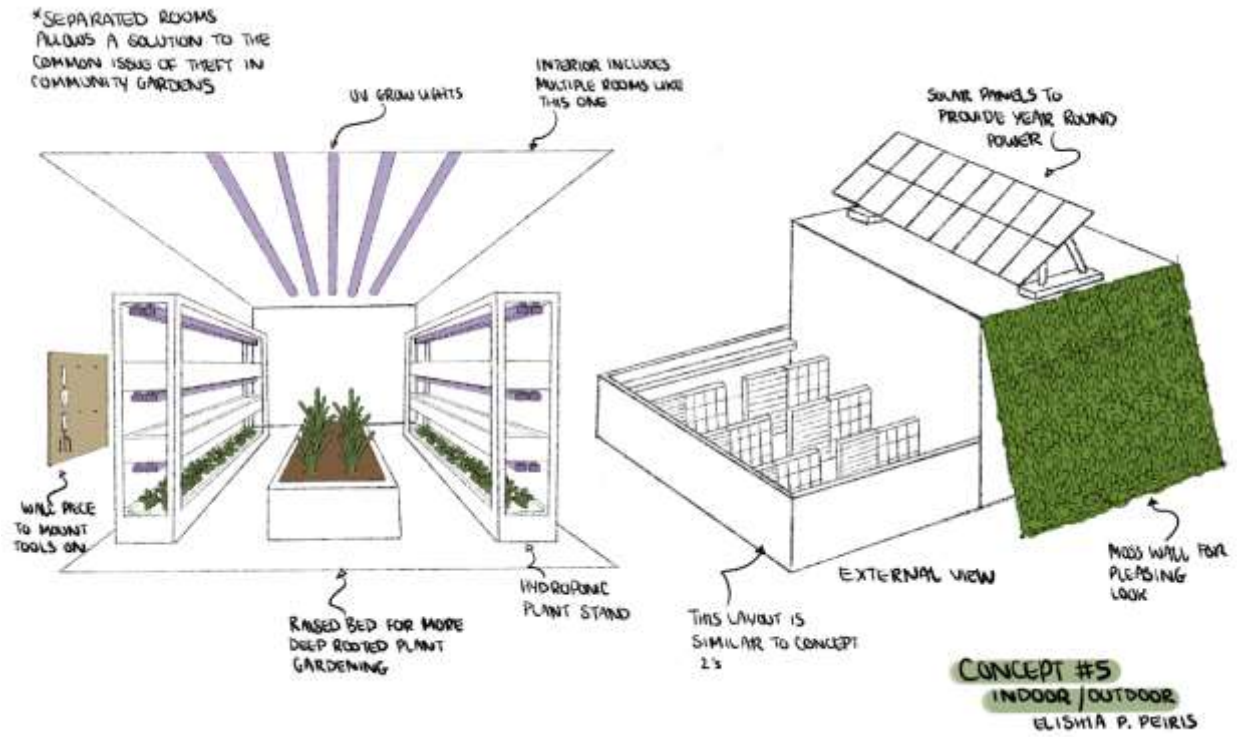 *SEPARATED ROOMS
ALLOWS A SOLUTION TO THE
COMMON ISSUE OF THEFT IN
COMMUNITY GARDENS
UV GROW LIGHTS
INTERIOR INCLUDES
MULTIPLE ROOMS LIKE
THIS ONE
SOLAR PANELS TO
PROVIDE YEAR ROUND
POWER
WALL PIECE
TO MOUNT
TOOLS ON
RAISED BED FOR MORE
DEEP ROOTED PLANT
GARDENING
HYDROPONIC
PLANT STAND
THIS LAYOUT IS
SIMILAR TO CONCEPT
2's
EXTERNAL VIEW
MOSS WALL FOR
PLEASING
LOOK
CONCEPT #5
INDOOR/OUTDOOR
ELISHIA P. PEIRIS